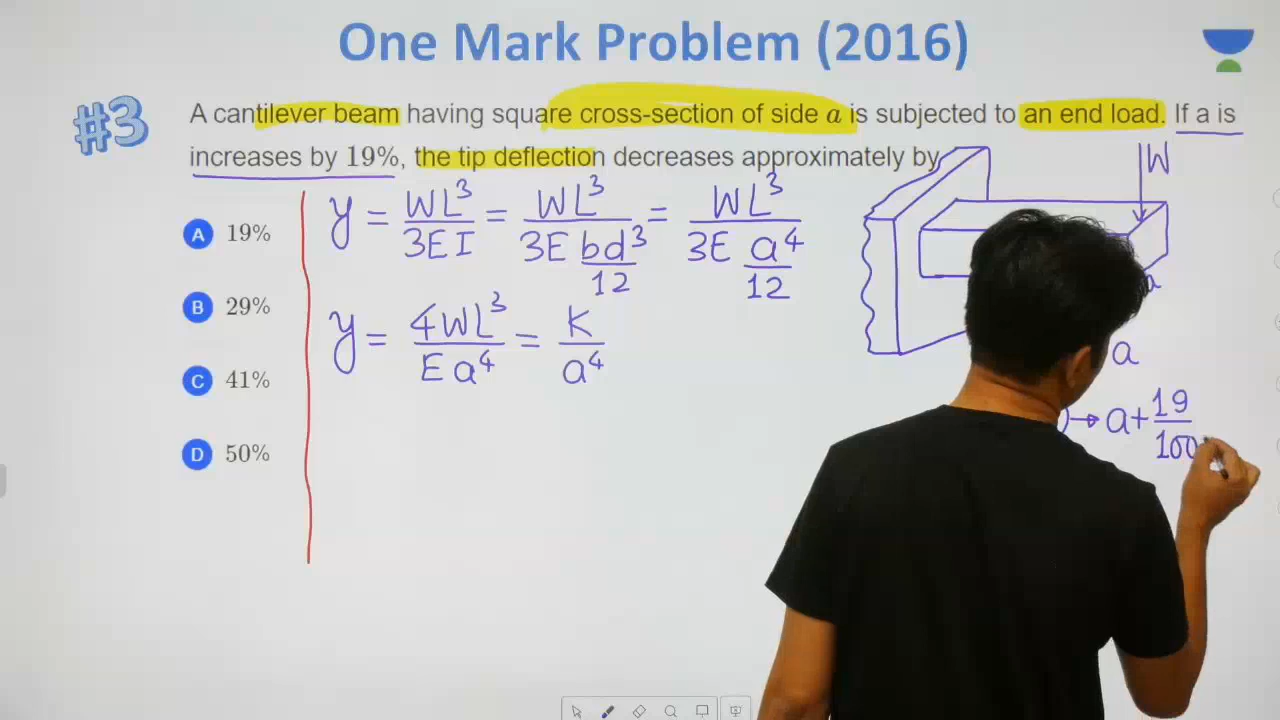 One Mark Problem (2016)
#3
A cantilever beam having square cross-section of side a is subjected to an end load. If a is
increases by 19%, the tip deflection decreases approximately by
A 19%
B 29%
C 41%
D 50%
y = WL³/3EI = WL³/(3E bd³/12) = WL³/(3E a⁴/12)
y = 4WL³/Ea⁴ = K/a⁴
W
a
a
) → a + 19/100